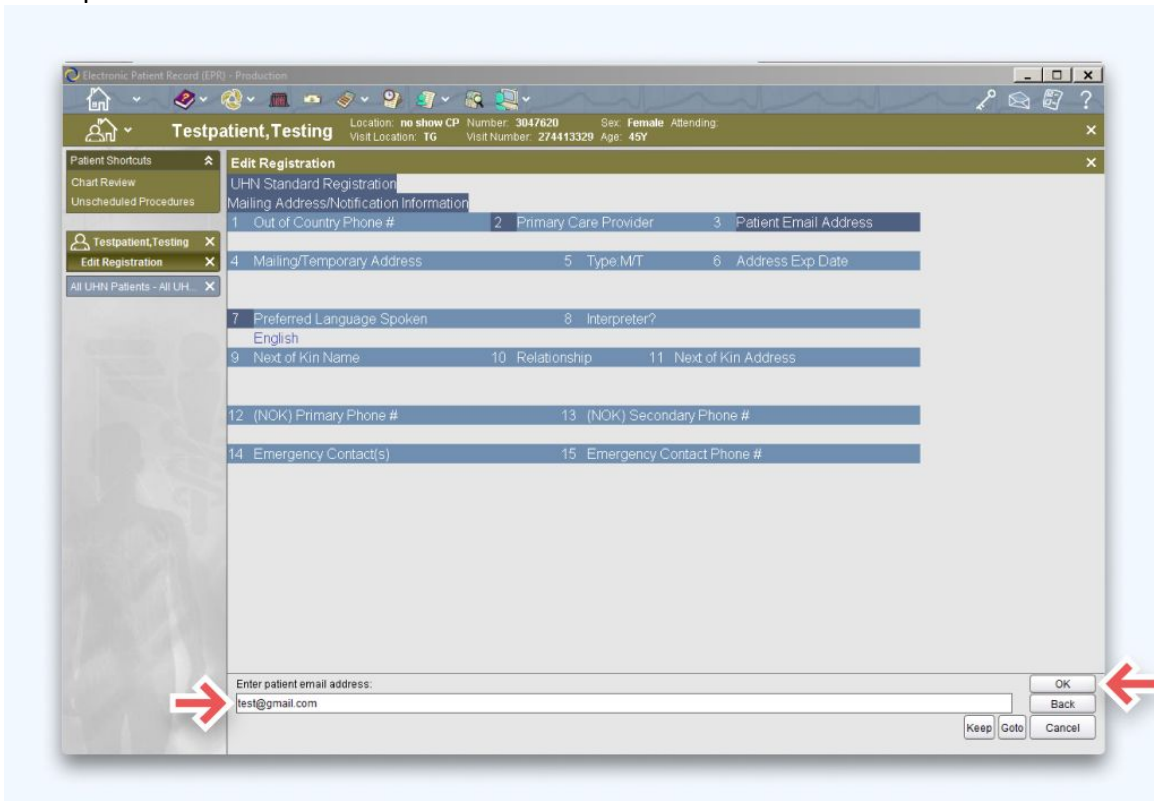 Electronic Patient Record (EPR) - Production
Testpatient,Testing
Location: no show CP Number: 3047620 Sex: Female Attending:
Visit Location: TG Visit Number: 274413329 Age: 45Y
Patient Shortcuts
Chart Review
Unscheduled Procedures
Testpatient,Testing
Edit Registration
All UHN Patients - All UH...
Edit Registration
UHN Standard Registration
Mailing Address/Notification Information
1 Out of Country Phone # 2 Primary Care Provider 3 Patient Email Address
4 Mailing/Temporary Address 5 Type M/T 6 Address Exp Date
7 Preferred Language Spoken 8 Interpreter?
English
9 Next of Kin Name 10 Relationship 11 Next of Kin Address
12 (NOK) Primary Phone # 13 (NOK) Secondary Phone #
14 Emergency Contact(s) 15 Emergency Contact Phone #
Enter patient email address:
test@gmail.com
OK
Back
Keep Goto Cancel